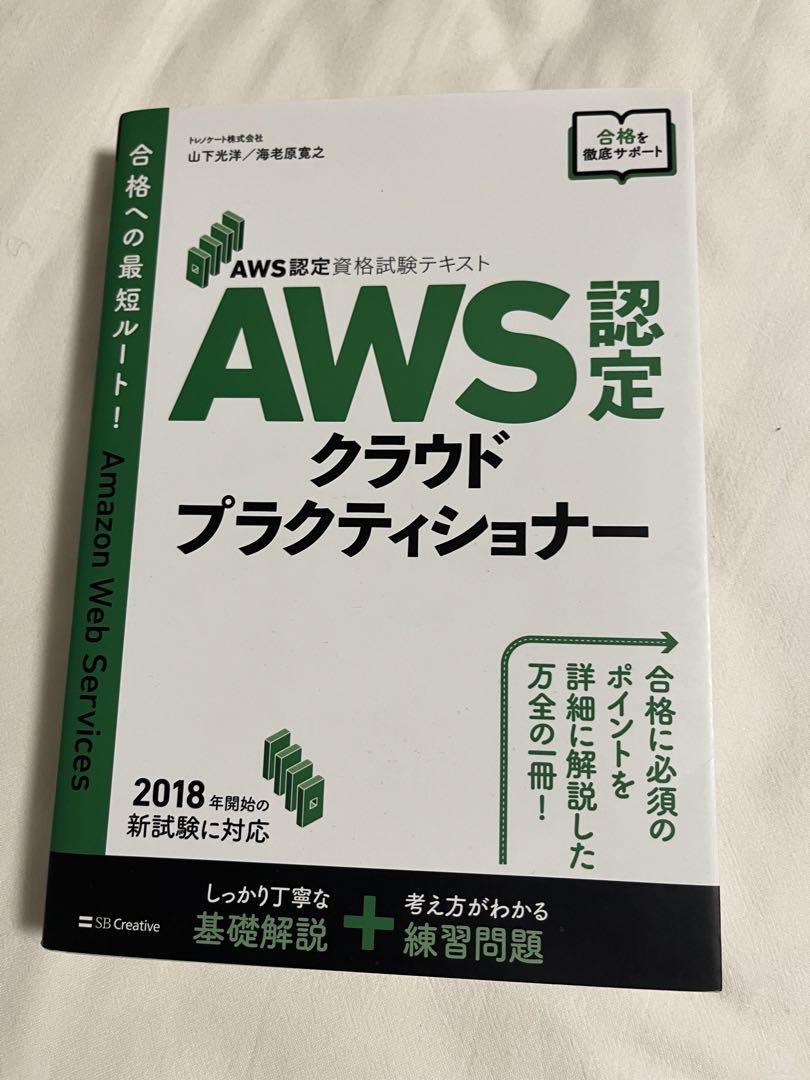 トレノケート株式会社
山下光洋／海老原寛之
合格を
徹底サポート
合格への最短ルート！ Amazon Web Services
AWS認定資格試験テキスト
AWS認定
クラウド
プラクティショナー
合格に必須の
ポイントを
詳細に解説した
万全の一冊！
2018年開始の
新試験に対応
SB Creative
しっかり丁寧な
基礎解説
+
考え方がわかる
練習問題